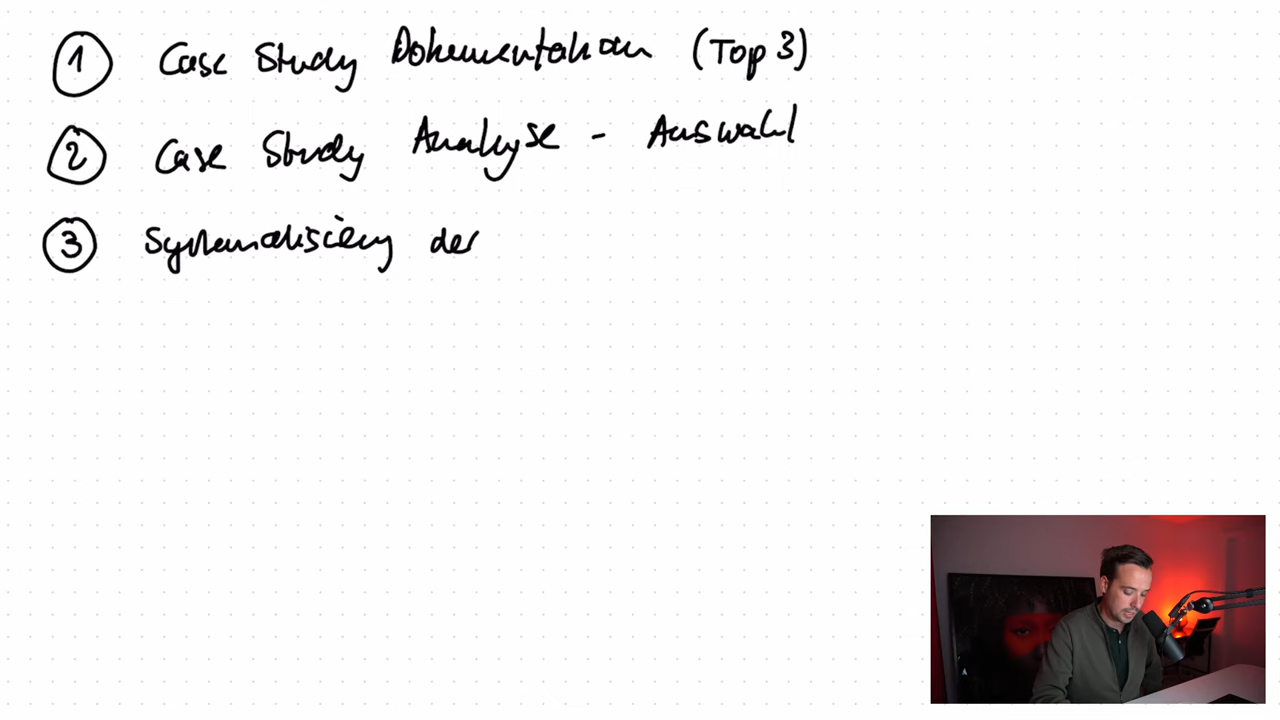 1 Case Study Dokumentation (Top 3)
2 Case Study Analyse - Auswahl
3 Systematisierung der